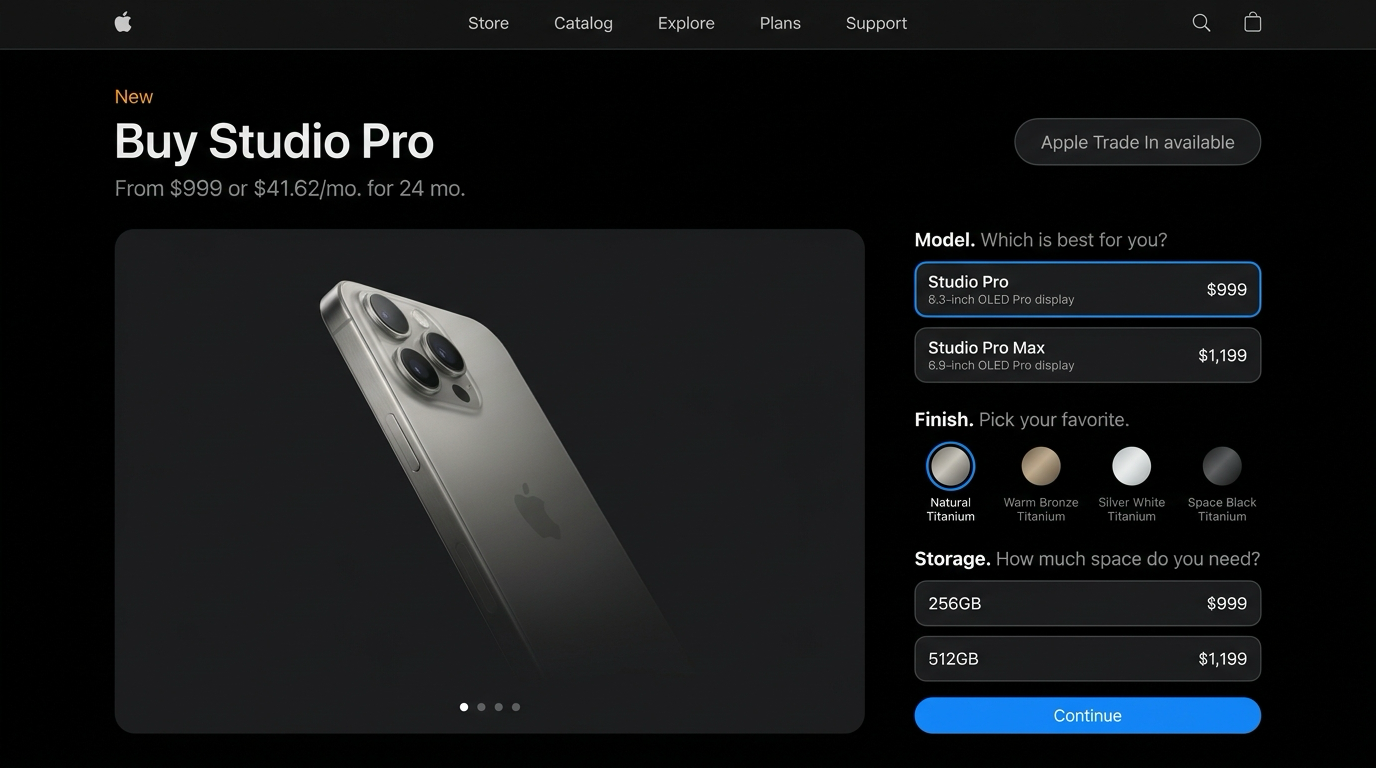 Store Catalog Explore Plans Support
New
Buy Studio Pro
From $999 or $41.62/mo. for 24 mo.
Apple Trade In available
Model. Which is best for you?
Studio Pro
6.3-inch OLED Pro display
$999
Studio Pro Max
6.9-inch OLED Pro display
$1,199
Finish. Pick your favorite.
Natural
Titanium
Warm Bronze
Titanium
Silver White
Titanium
Space Black
Titanium
Storage. How much space do you need?
256GB $999
512GB $1,199
Continue